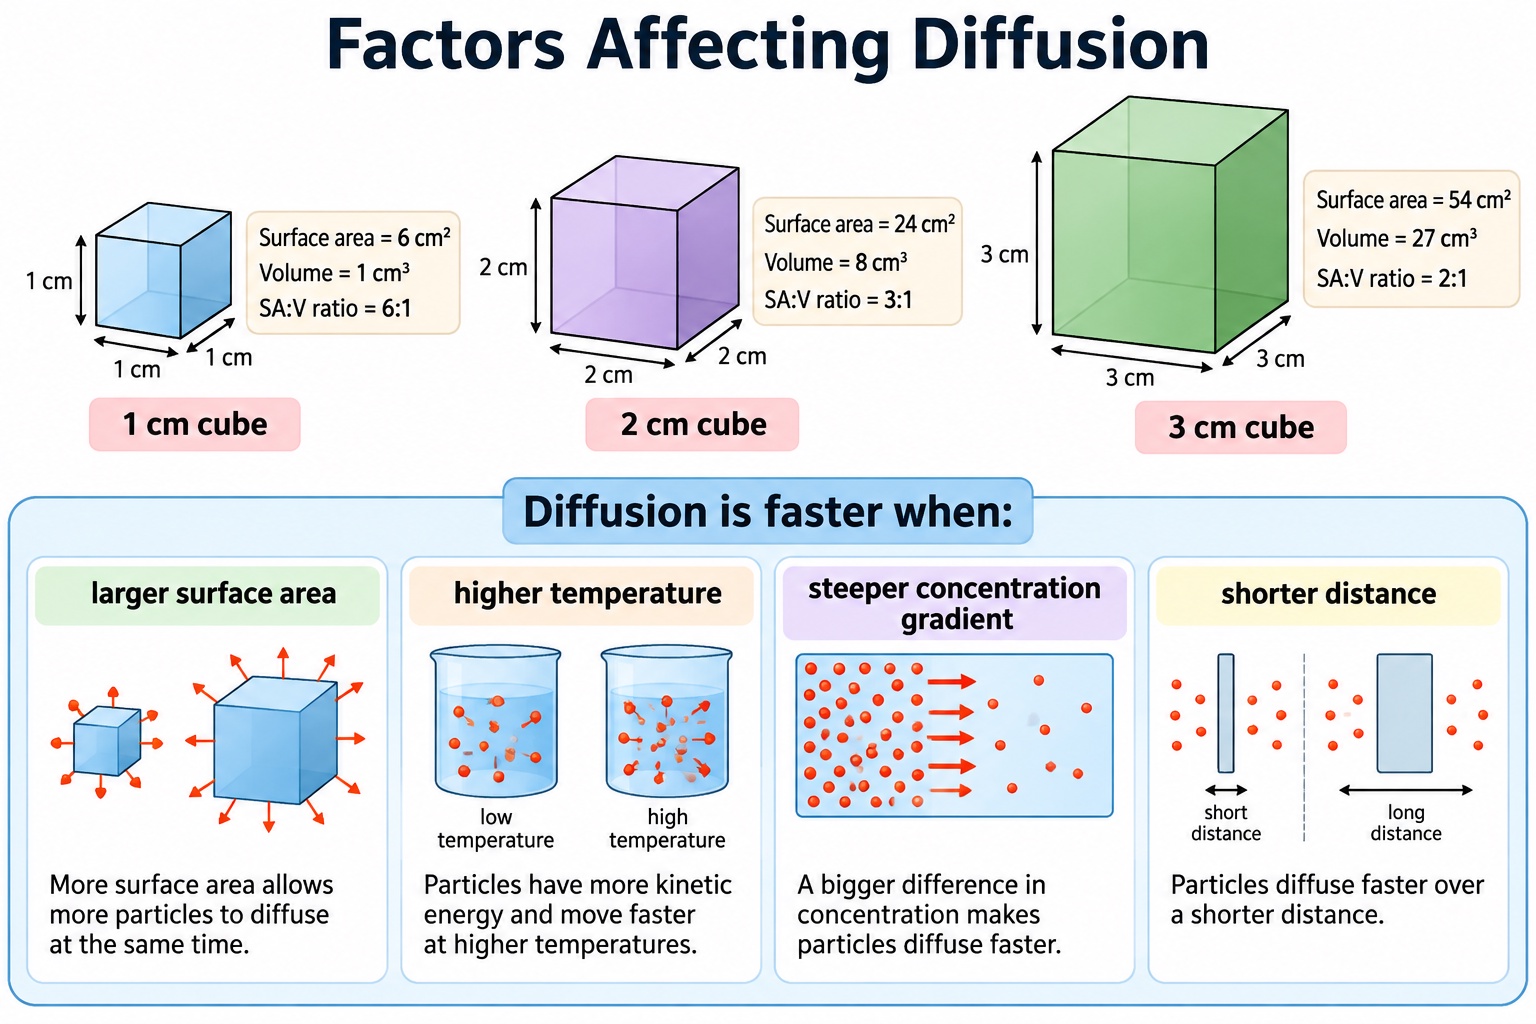 Factors Affecting Diffusion
1 cm
1 cm
1 cm
Surface area = 6 cm²
Volume = 1 cm³
SA:V ratio = 6:1
1 cm cube
2 cm
2 cm
2 cm
Surface area = 24 cm²
Volume = 8 cm³
SA:V ratio = 3:1
2 cm cube
3 cm
3 cm
3 cm
Surface area = 54 cm²
Volume = 27 cm³
SA:V ratio = 2:1
3 cm cube
Diffusion is faster when:
larger surface area
More surface area allows
more particles to diffuse
at the same time.
higher temperature
low
temperature
high
temperature
Particles have more kinetic
energy and move faster
at higher temperatures.
steeper concentration
gradient
A bigger difference in
concentration makes
particles diffuse faster.
shorter distance
short
distance
long
distance
Particles diffuse faster over
a shorter distance.